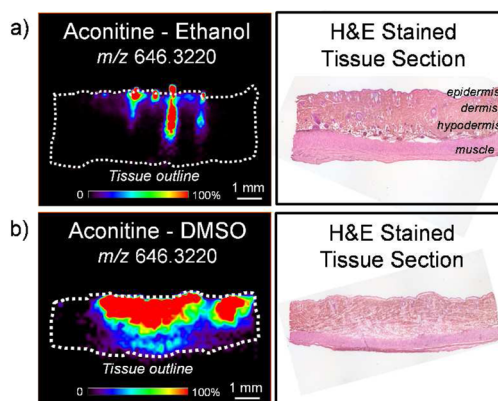 a)
Aconitine - Ethanol
m/z 646.3220
Tissue outline
0 100%
1 mm
H&E Stained
Tissue Section
epidermis
dermis
hypodermis
muscle
b)
Aconitine - DMSO
m/z 646.3220
Tissue outline
0 100%
1 mm
H&E Stained
Tissue Section